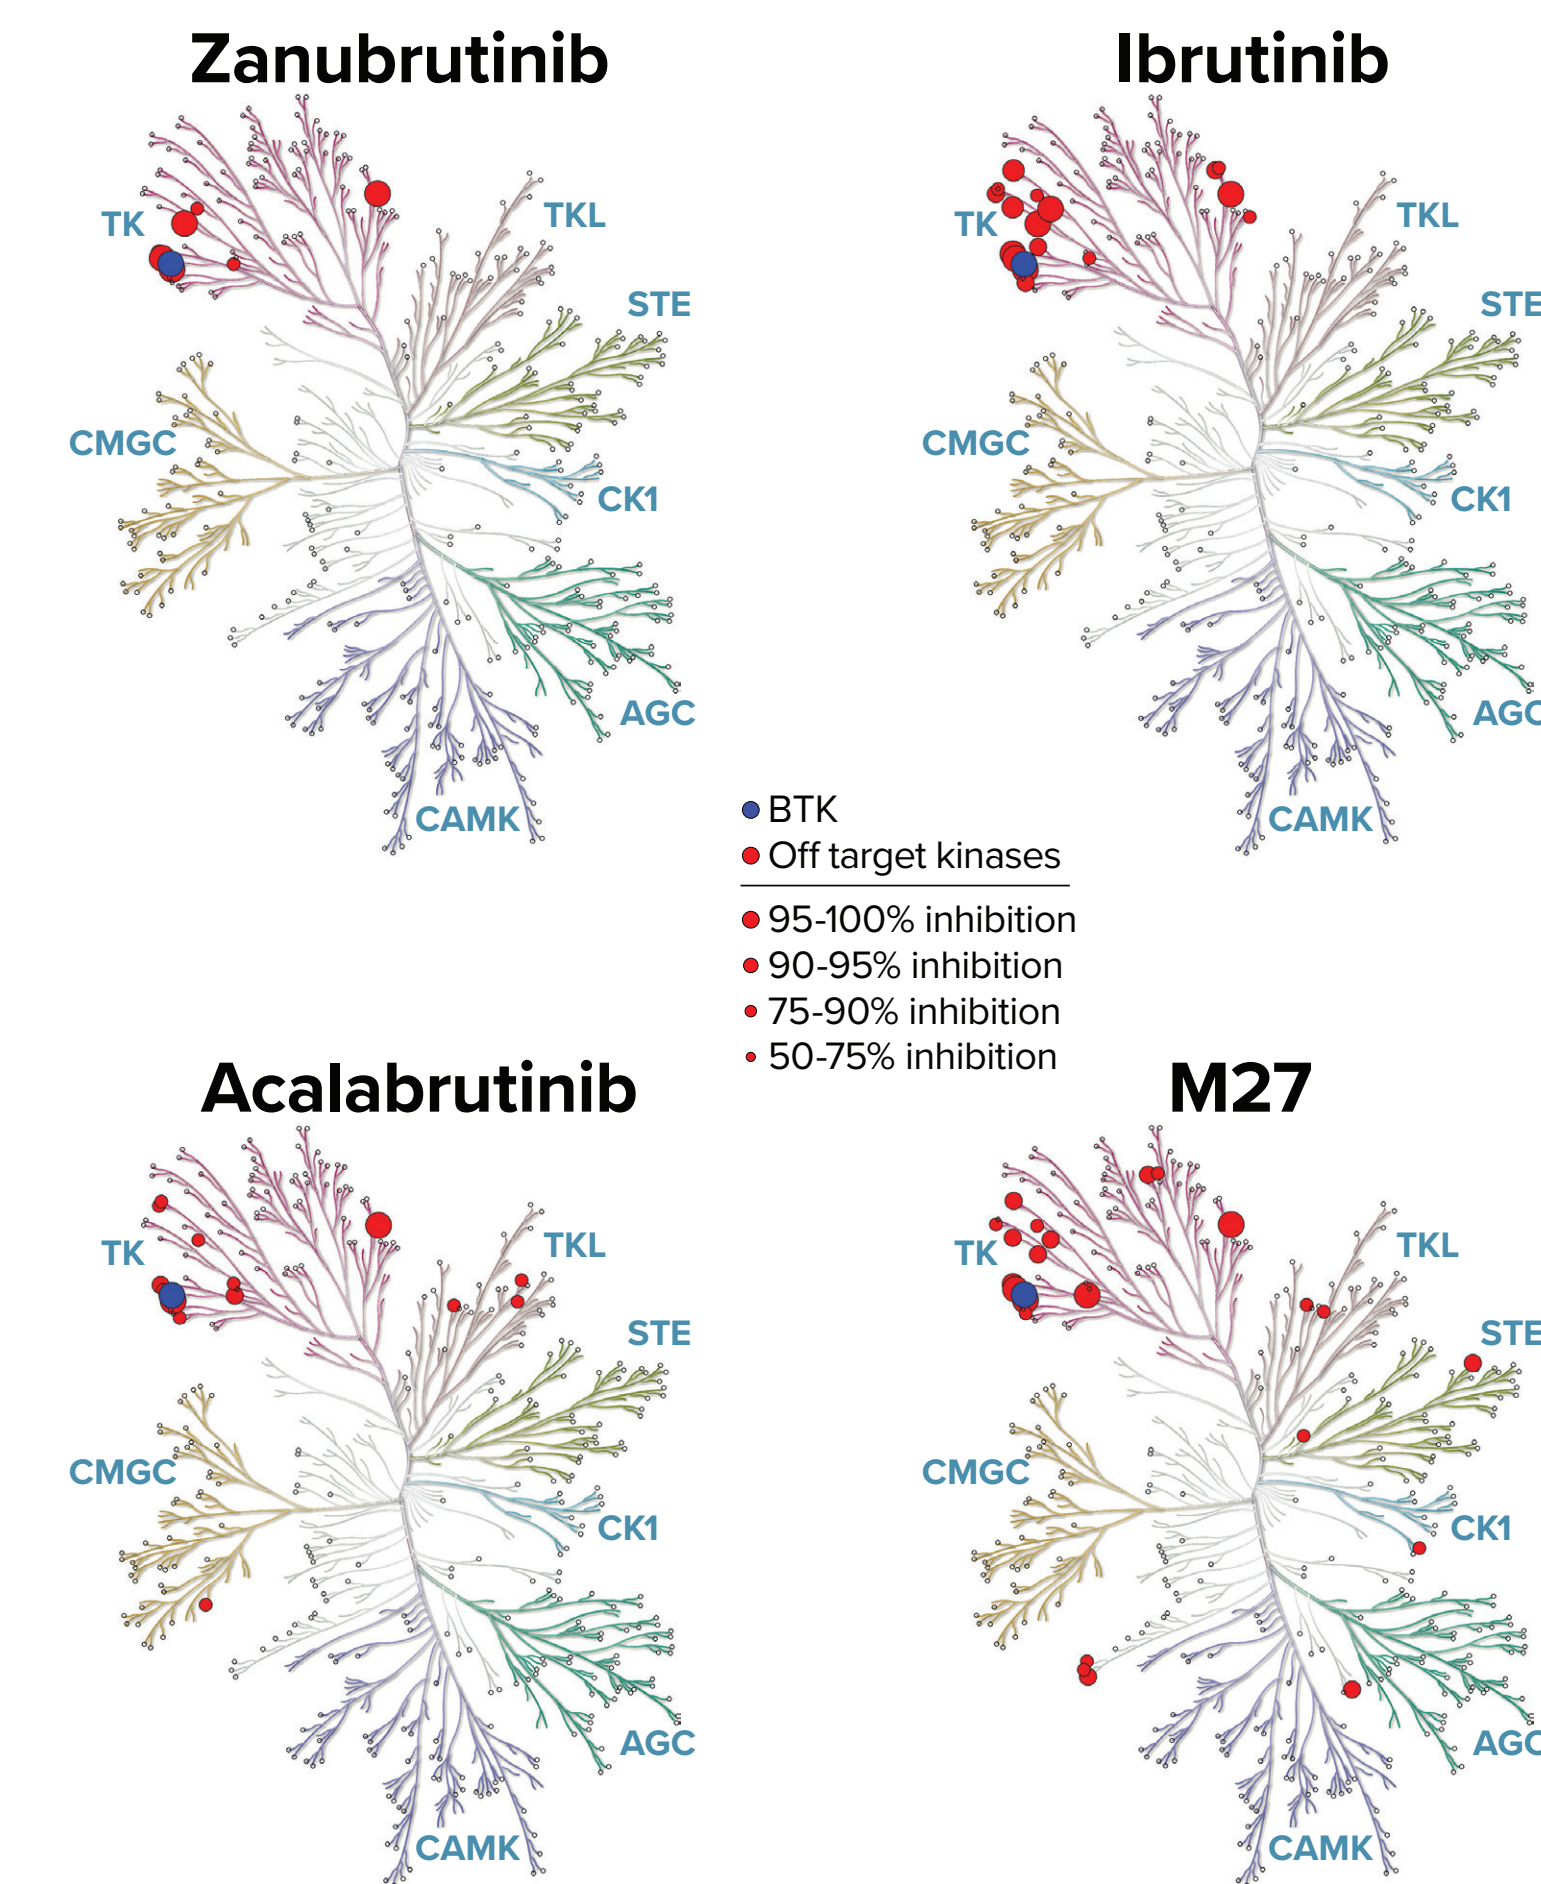 Zanubrutinib
TK
TKL
STE
CMGC
CK1
AGC
CAMK
Ibrutinib
TK
TKL
STE
CMGC
CK1
AGC
CAMK
BTK
Off target kinases
95-100% inhibition
90-95% inhibition
75-90% inhibition
50-75% inhibition
Acalabrutinib
TK
TKL
STE
CMGC
CK1
AGC
CAMK
M27
TK
TKL
STE
CMGC
CK1
AGC
CAMK